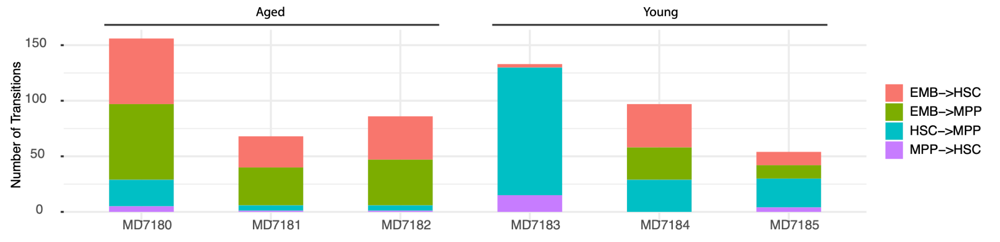 Aged
Young
Number of Transitions
150
100
50
0
MD7180
MD7181
MD7182
MD7183
MD7184
MD7185
EMB–>HSC
EMB–>MPP
HSC–>MPP
MPP–>HSC